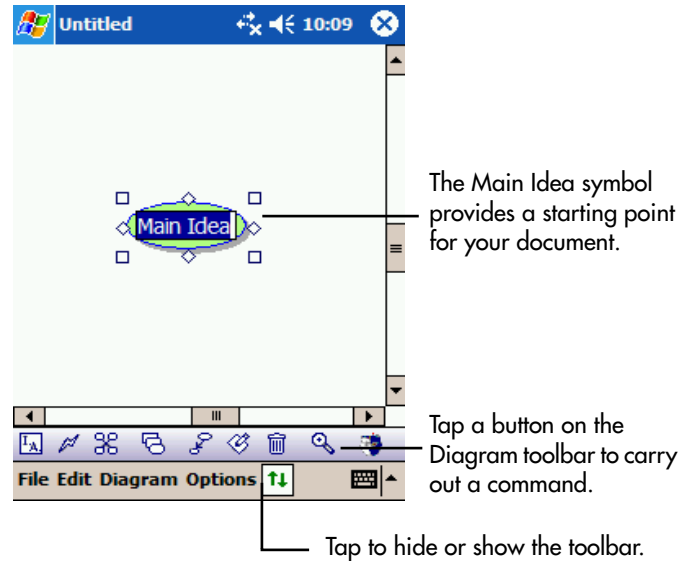 Untitled 10:09
Main Idea
The Main Idea symbol
provides a starting point
for your document.
Tap a button on the
Diagram toolbar to carry
out a command.
File Edit Diagram Options
Tap to hide or show the toolbar.